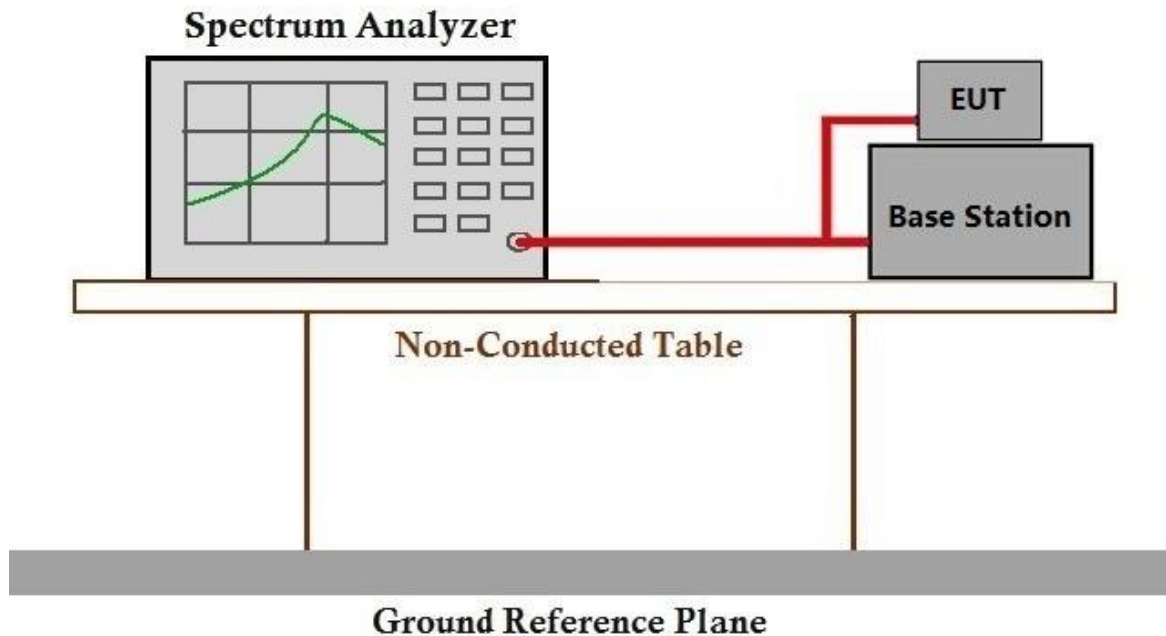 Spectrum Analyzer
EUT
Base Station
Non-Conducted Table
Ground Reference Plane